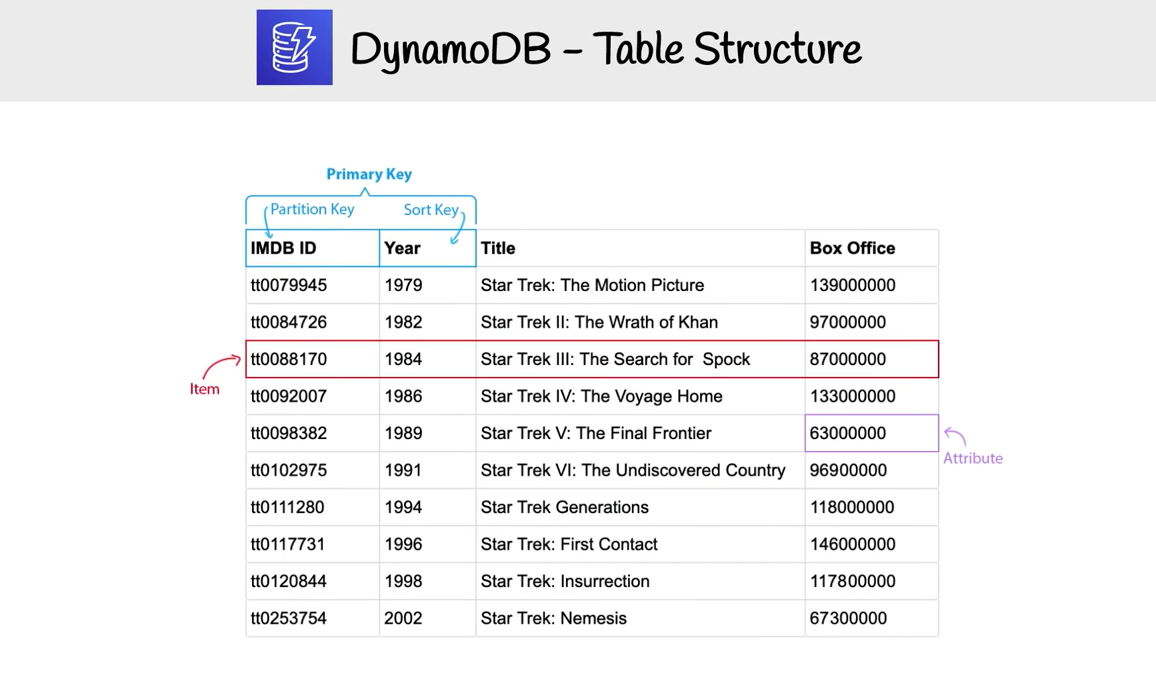 DynamoDB - Table Structure
Primary Key
Partition Key Sort Key
IMDB ID Year Title Box Office
tt0079945 1979 Star Trek: The Motion Picture 139000000
tt0084726 1982 Star Trek II: The Wrath of Khan 97000000
tt0088170 1984 Star Trek III: The Search for Spock 87000000
Item
tt0092007 1986 Star Trek IV: The Voyage Home 133000000
tt0098382 1989 Star Trek V: The Final Frontier 63000000
Attribute
tt0102975 1991 Star Trek VI: The Undiscovered Country 96900000
tt0111280 1994 Star Trek Generations 118000000
tt0117731 1996 Star Trek: First Contact 146000000
tt0120844 1998 Star Trek: Insurrection 117800000
tt0253754 2002 Star Trek: Nemesis 67300000